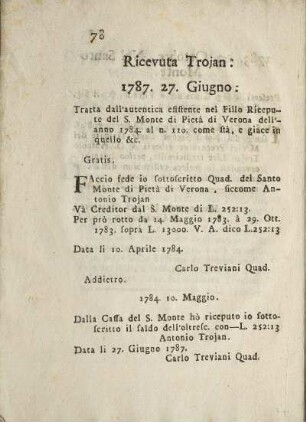 78
Ricevuta Trojan:
1787. 27. Giugno:
Tratta dall'autentica esistente nel Fillo Ricepu-
te del S. Monte di Pietà di Verona dell'-
anno 1784. al n. 110. come stà, e giace in
quello &c.
Gratis.
FAccio fede io sottoscritto Quad. del Santo
Monte di Pietà di Verona, siccome An-
tonio Trojan
Và Creditor dal S. Monte di L. 252:13.
Per prò rotto da 14. Maggio 1783. à 29. Ott.
1783. sopra L. 13000. V. A. dico L.252:13
Data li 10. Aprile 1784.
Carlo Treviani Quad.
Addietro.
1784. 10. Maggio.
Dalla Cassa del S. Monte hò riceputo io sotto-
scritto il saldo dell'oltresc. con—L. 252:13
Antonio Trojan.
Data li 27. Giugno 1787.
Carlo Treviani Quad.